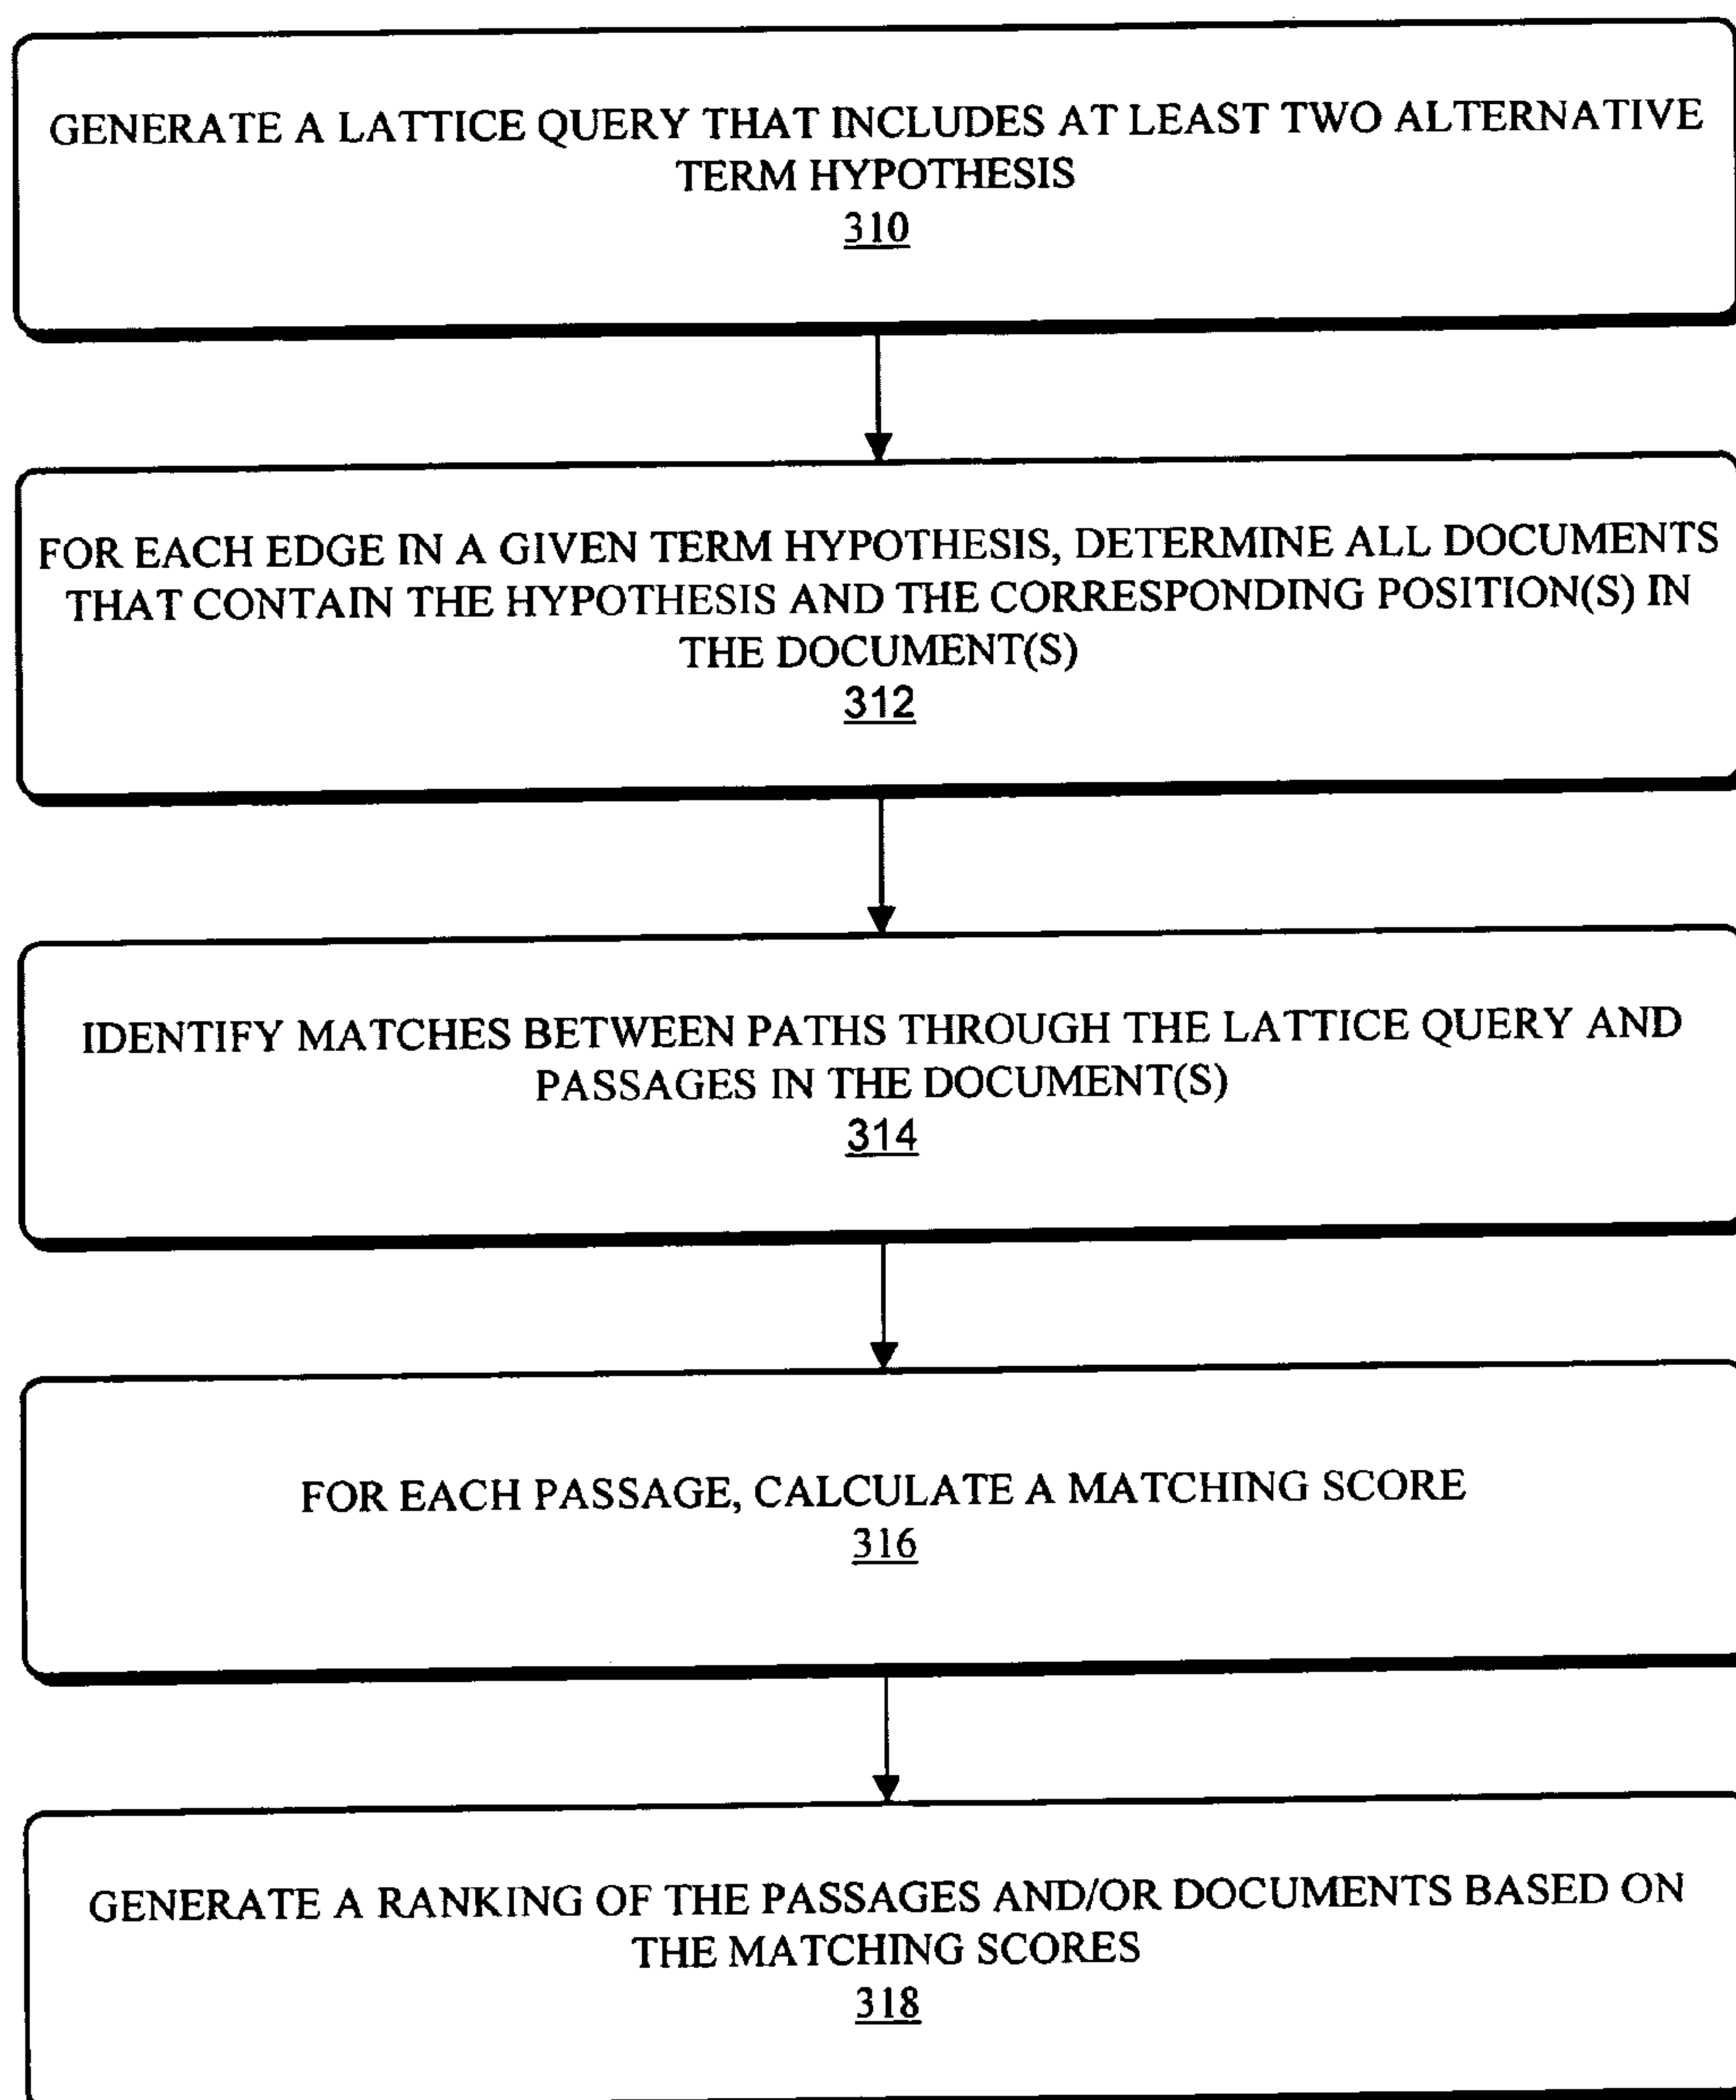 GENERATE A LATTICE QUERY THAT INCLUDES AT LEAST TWO ALTERNATIVE
TERM HYPOTHESIS
310
FOR EACH EDGE IN A GIVEN TERM HYPOTHESIS, DETERMINE ALL DOCUMENTS
THAT CONTAIN THE HYPOTHESIS AND THE CORRESPONDING POSITION(S) IN
THE DOCUMENT(S)
312
IDENTIFY MATCHES BETWEEN PATHS THROUGH THE LATTICE QUERY AND
PASSAGES IN THE DOCUMENT(S)
314
FOR EACH PASSAGE, CALCULATE A MATCHING SCORE
316
GENERATE A RANKING OF THE PASSAGES AND/OR DOCUMENTS BASED ON
THE MATCHING SCORES
318